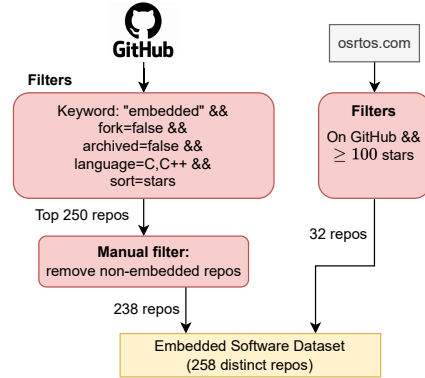 GitHub
osrtos.com
Filters
Keyword: "embedded" &&
fork=false &&
archived=false &&
language=C,C++ &&
sort=stars
Filters
On GitHub &&
≥ 100 stars
Top 250 repos
32 repos
Manual filter:
remove non-embedded repos
238 repos
Embedded Software Dataset
(258 distinct repos)